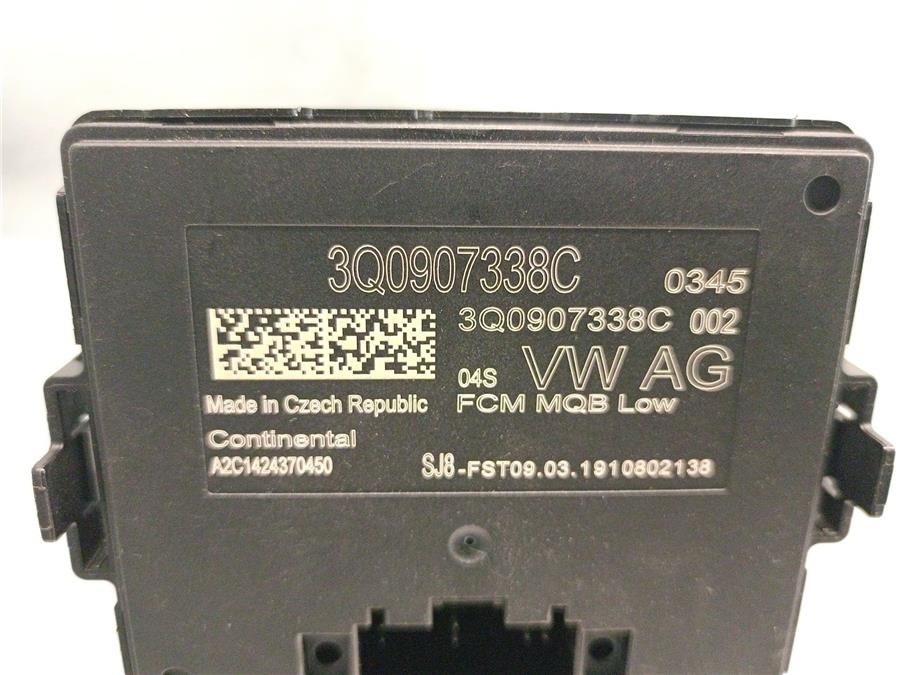 3Q0907338C
0345
3Q0907338C 002
04S VW AG
Made in Czech Republic FCM MQB Low
Continental
A2C1424370450 SJ8-FST09.03.1910802138